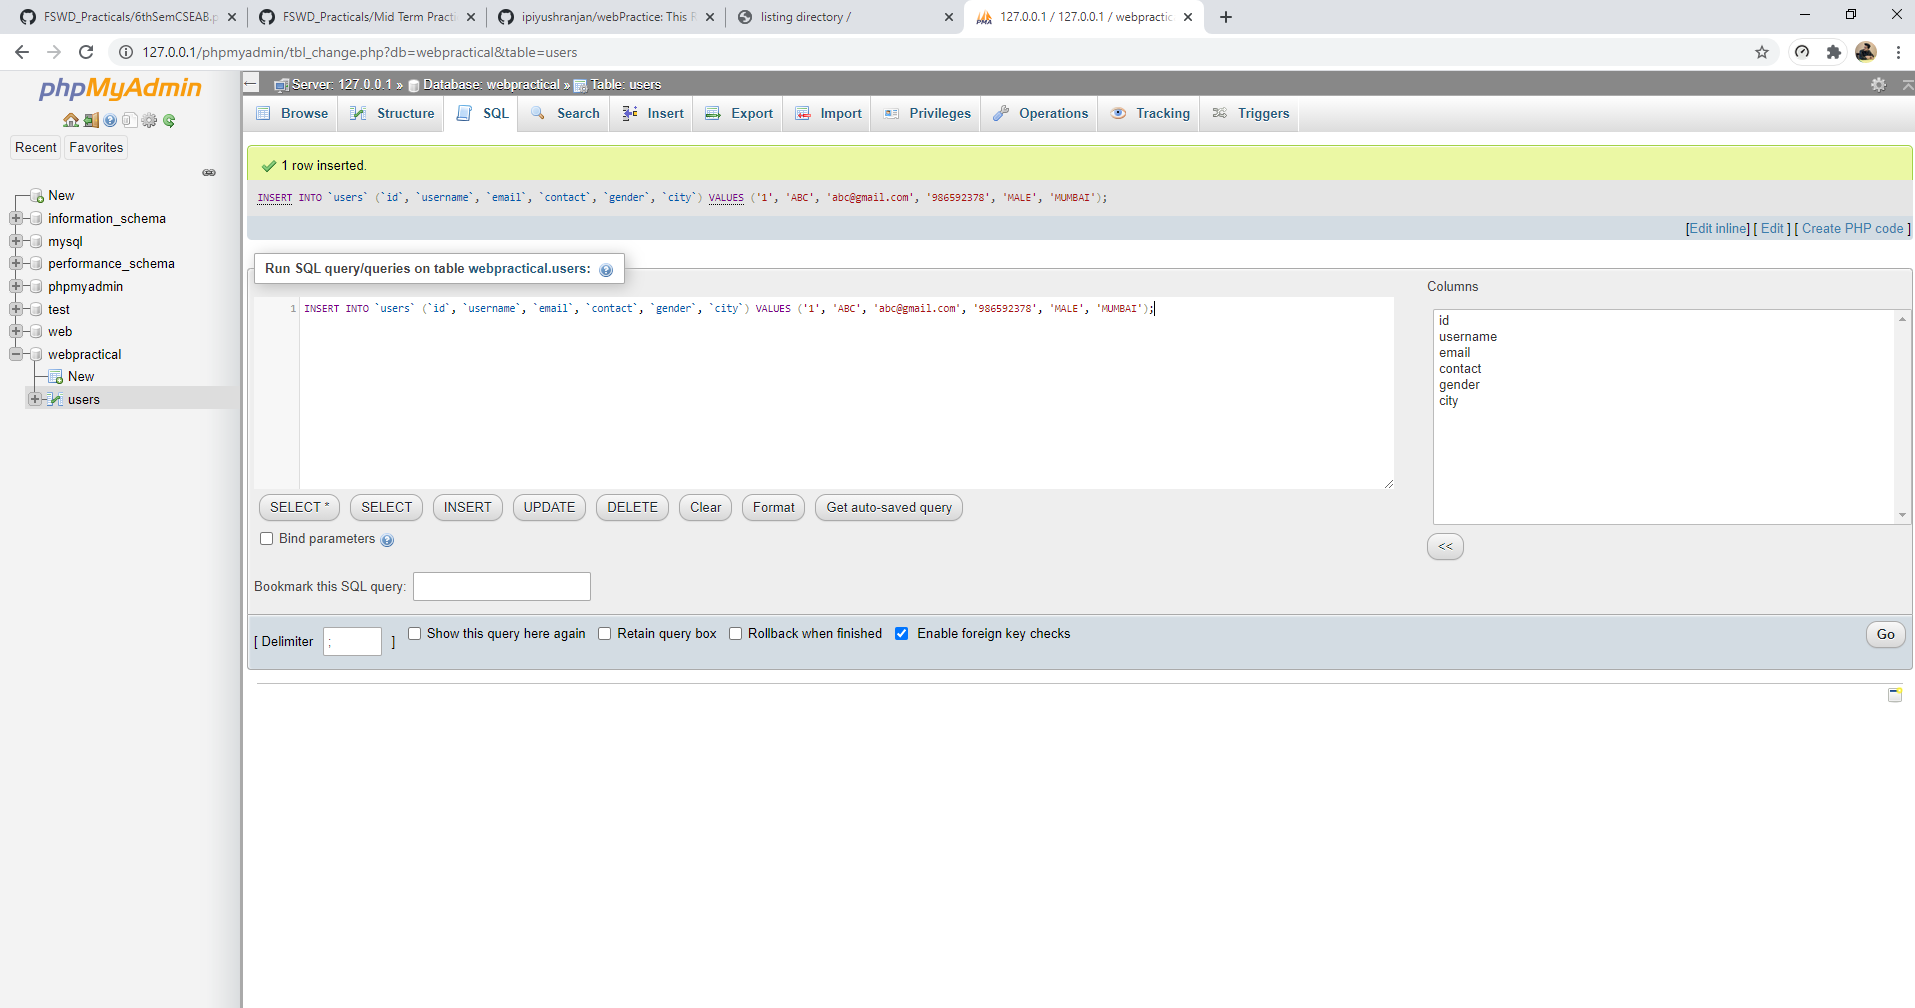 FSWD_Practicals/6thSemCSEAB.p
FSWD_Practicals/Mid Term Practi
ipiyushranjan/webPractice: This R
listing directory /
127.0.0.1 / 127.0.0.1 / webpractic
127.0.0.1/phpmyadmin/tbl_change.php?db=webpractical&table=users
phpMyAdmin
Recent
Favorites
New
information_schema
mysql
performance_schema
phpmyadmin
test
web
webpractical
New
users
Server: 127.0.0.1 » Database: webpractical » Table: users
Browse
Structure
SQL
Search
Insert
Export
Import
Privileges
Operations
Tracking
Triggers
1 row inserted.
INSERT INTO `users` (`id`, `username`, `email`, `contact`, `gender`, `city`) VALUES ('1', 'ABC', 'abc@gmail.com', '986592378', 'MALE', 'MUMBAI');
[Edit inline] [ Edit ] [ Create PHP code ]
Run SQL query/queries on table webpractical.users:
1 INSERT INTO `users` (`id`, `username`, `email`, `contact`, `gender`, `city`) VALUES ('1', 'ABC', 'abc@gmail.com', '986592378', 'MALE', 'MUMBAI');
Columns
id
username
email
contact
gender
city
<<
SELECT *
SELECT
INSERT
UPDATE
DELETE
Clear
Format
Get auto-saved query
Bind parameters
Bookmark this SQL query:
[ Delimiter ; ]
Show this query here again
Retain query box
Rollback when finished
Enable foreign key checks
Go